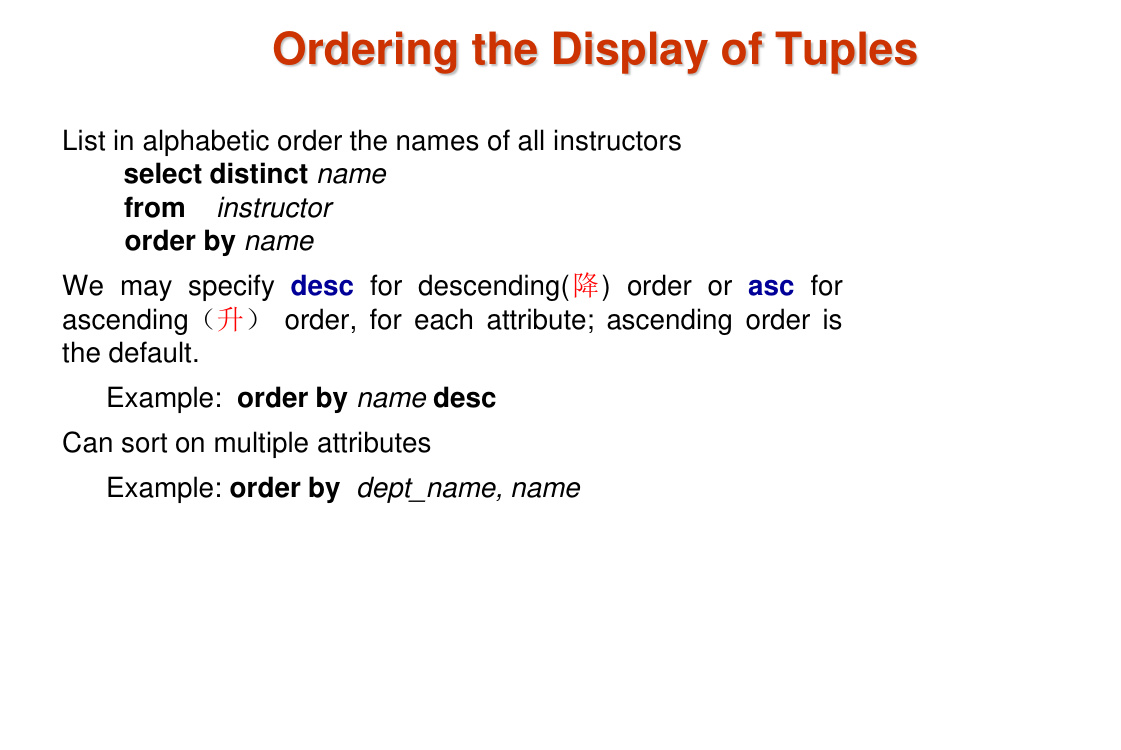 Ordering the Display of Tuples
List in alphabetic order the names of all instructors
select distinct name
from instructor
order by name
We may specify desc for descending(降) order or asc for
ascending（升） order, for each attribute; ascending order is
the default.
Example: order by name desc
Can sort on multiple attributes
Example: order by dept_name, name